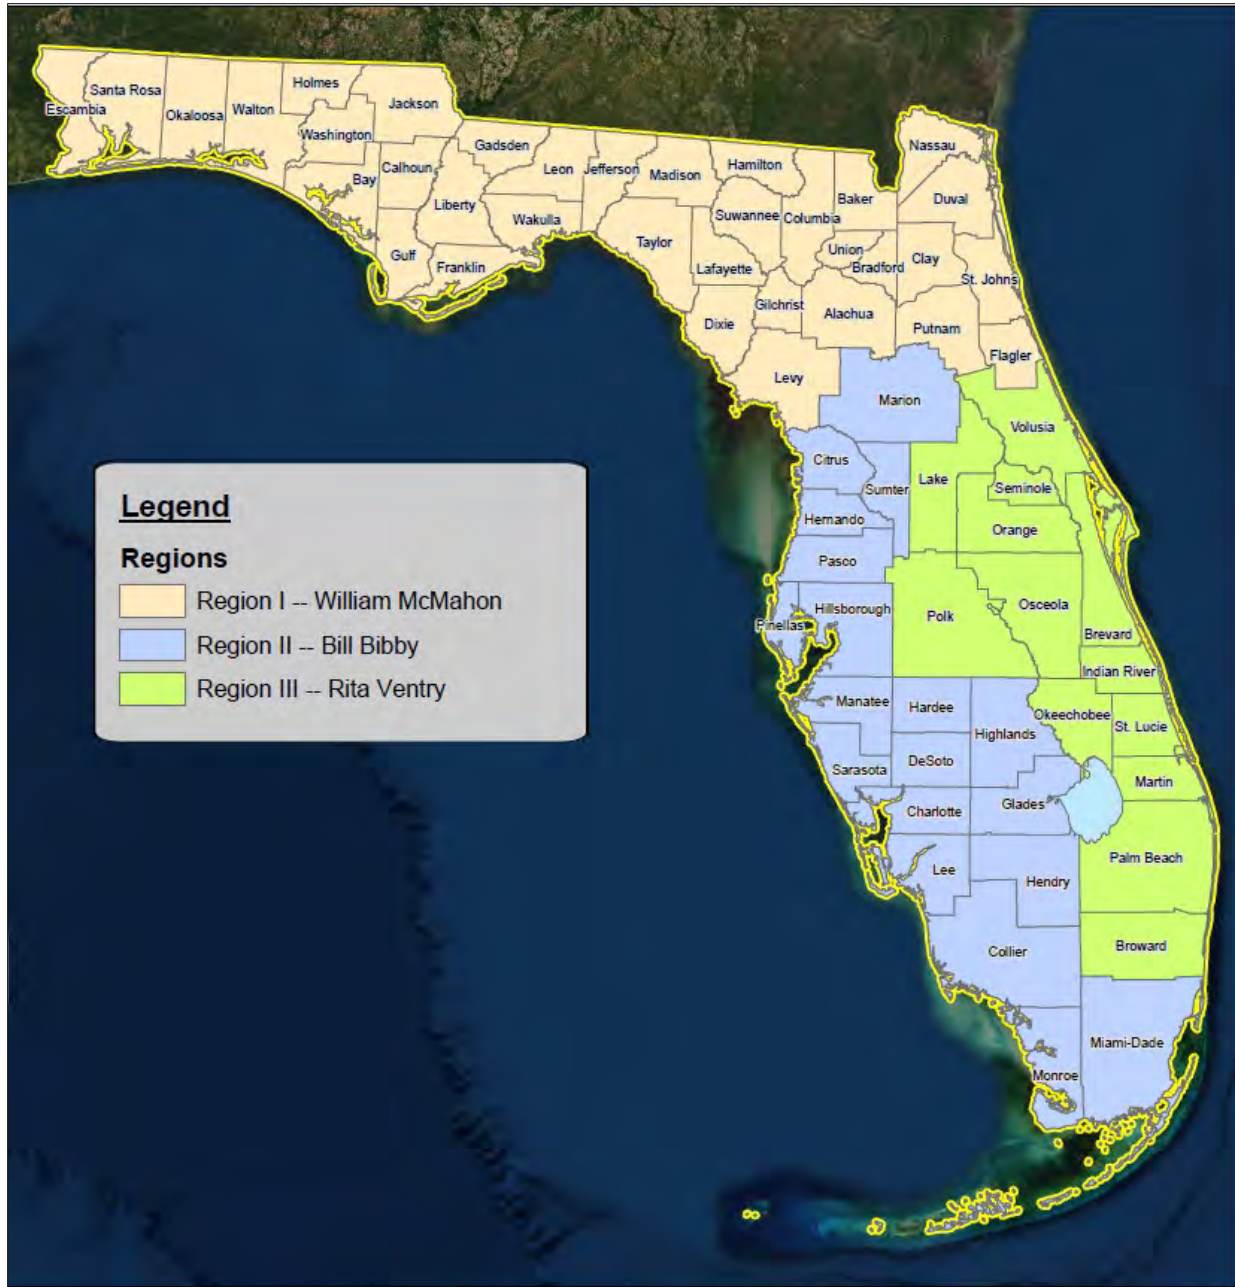 Holmes
Santa Rosa
Jackson
Escambia
Okaloosa
Walton
Washington
Gadsden
Nassau
Calhoun
Leon
Jefferson
Madison
Hamilton
Bay
Baker
Duval
Liberty
Wakulla
Suwannee
Columbia
Taylor
Union
Gulf
Franklin
Lafayette
Bradford
Clay
St. Johns
Gilchrist
Dixie
Alachua
Putnam
Flagler
Levy
Marion
Volusia
Citrus
Sumter
Lake
Seminole
Hernando
Orange
Pasco
Legend
Regions
Region I -- William McMahon
Region II -- Bill Bibby
Region III -- Rita Ventry
Hillsborough
Pinellas
Polk
Osceola
Brevard
Indian River
Manatee
Hardee
Okeechobee
Highlands
St. Lucie
Sarasota
DeSoto
Martin
Charlotte
Glades
Lee
Hendry
Palm Beach
Collier
Broward
Miami-Dade
Monroe